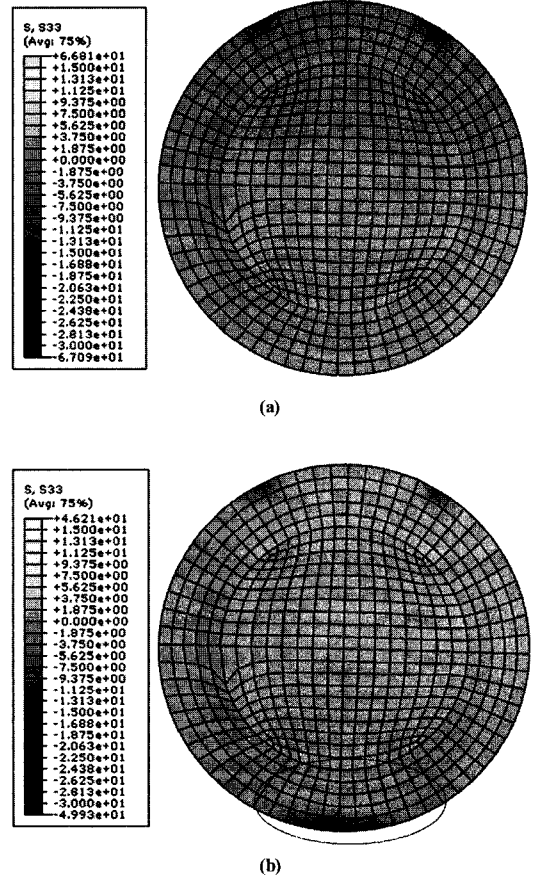 S, S33
(Avg: 75%)
+6.681e+01
+1.500e+01
+1.313e+01
+1.125e+01
+9.375e+00
+7.500e+00
+5.625e+00
+3.750e+00
+1.875e+00
+0.000e+00
-1.875e+00
-3.750e+00
-5.625e+00
-7.500e+00
-9.375e+00
-1.125e+01
-1.313e+01
-1.500e+01
-1.688e+01
-1.875e+01
-2.063e+01
-2.250e+01
-2.438e+01
-2.625e+01
-2.813e+01
-3.000e+01
-6.709e+01
(a)
S, S33
(Avg: 75%)
+4.621e+01
+1.500e+01
+1.313e+01
+1.125e+01
+9.375e+00
+7.500e+00
+5.625e+00
+3.750e+00
+1.875e+00
+0.000e+00
-1.875e+00
-3.750e+00
-5.625e+00
-7.500e+00
-9.375e+00
-1.125e+01
-1.313e+01
-1.500e+01
-1.688e+01
-1.875e+01
-2.063e+01
-2.250e+01
-2.438e+01
-2.625e+01
-2.813e+01
-3.000e+01
-4.993e+01
(b)